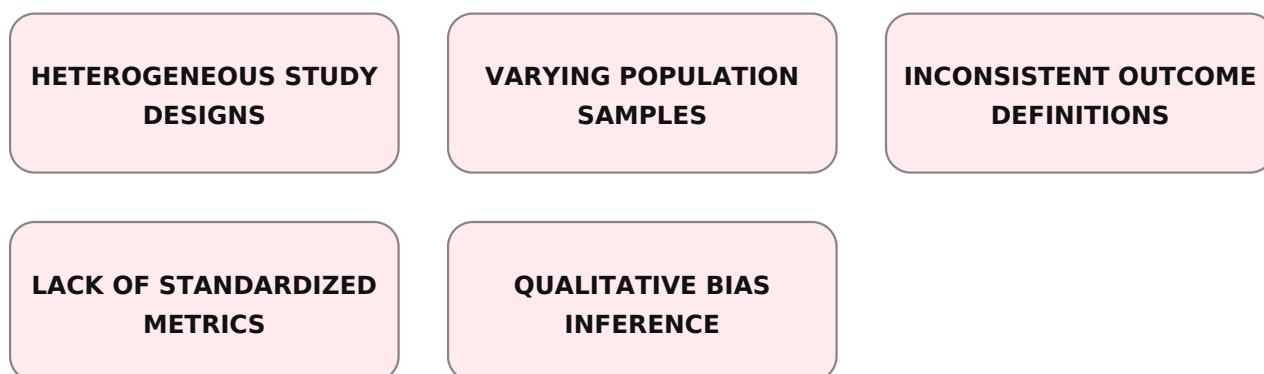 HETEROGENEOUS STUDY
DESIGNS
VARYING POPULATION
SAMPLES
INCONSISTENT OUTCOME
DEFINITIONS
LACK OF STANDARDIZED
METRICS
QUALITATIVE BIAS
INFERENCE